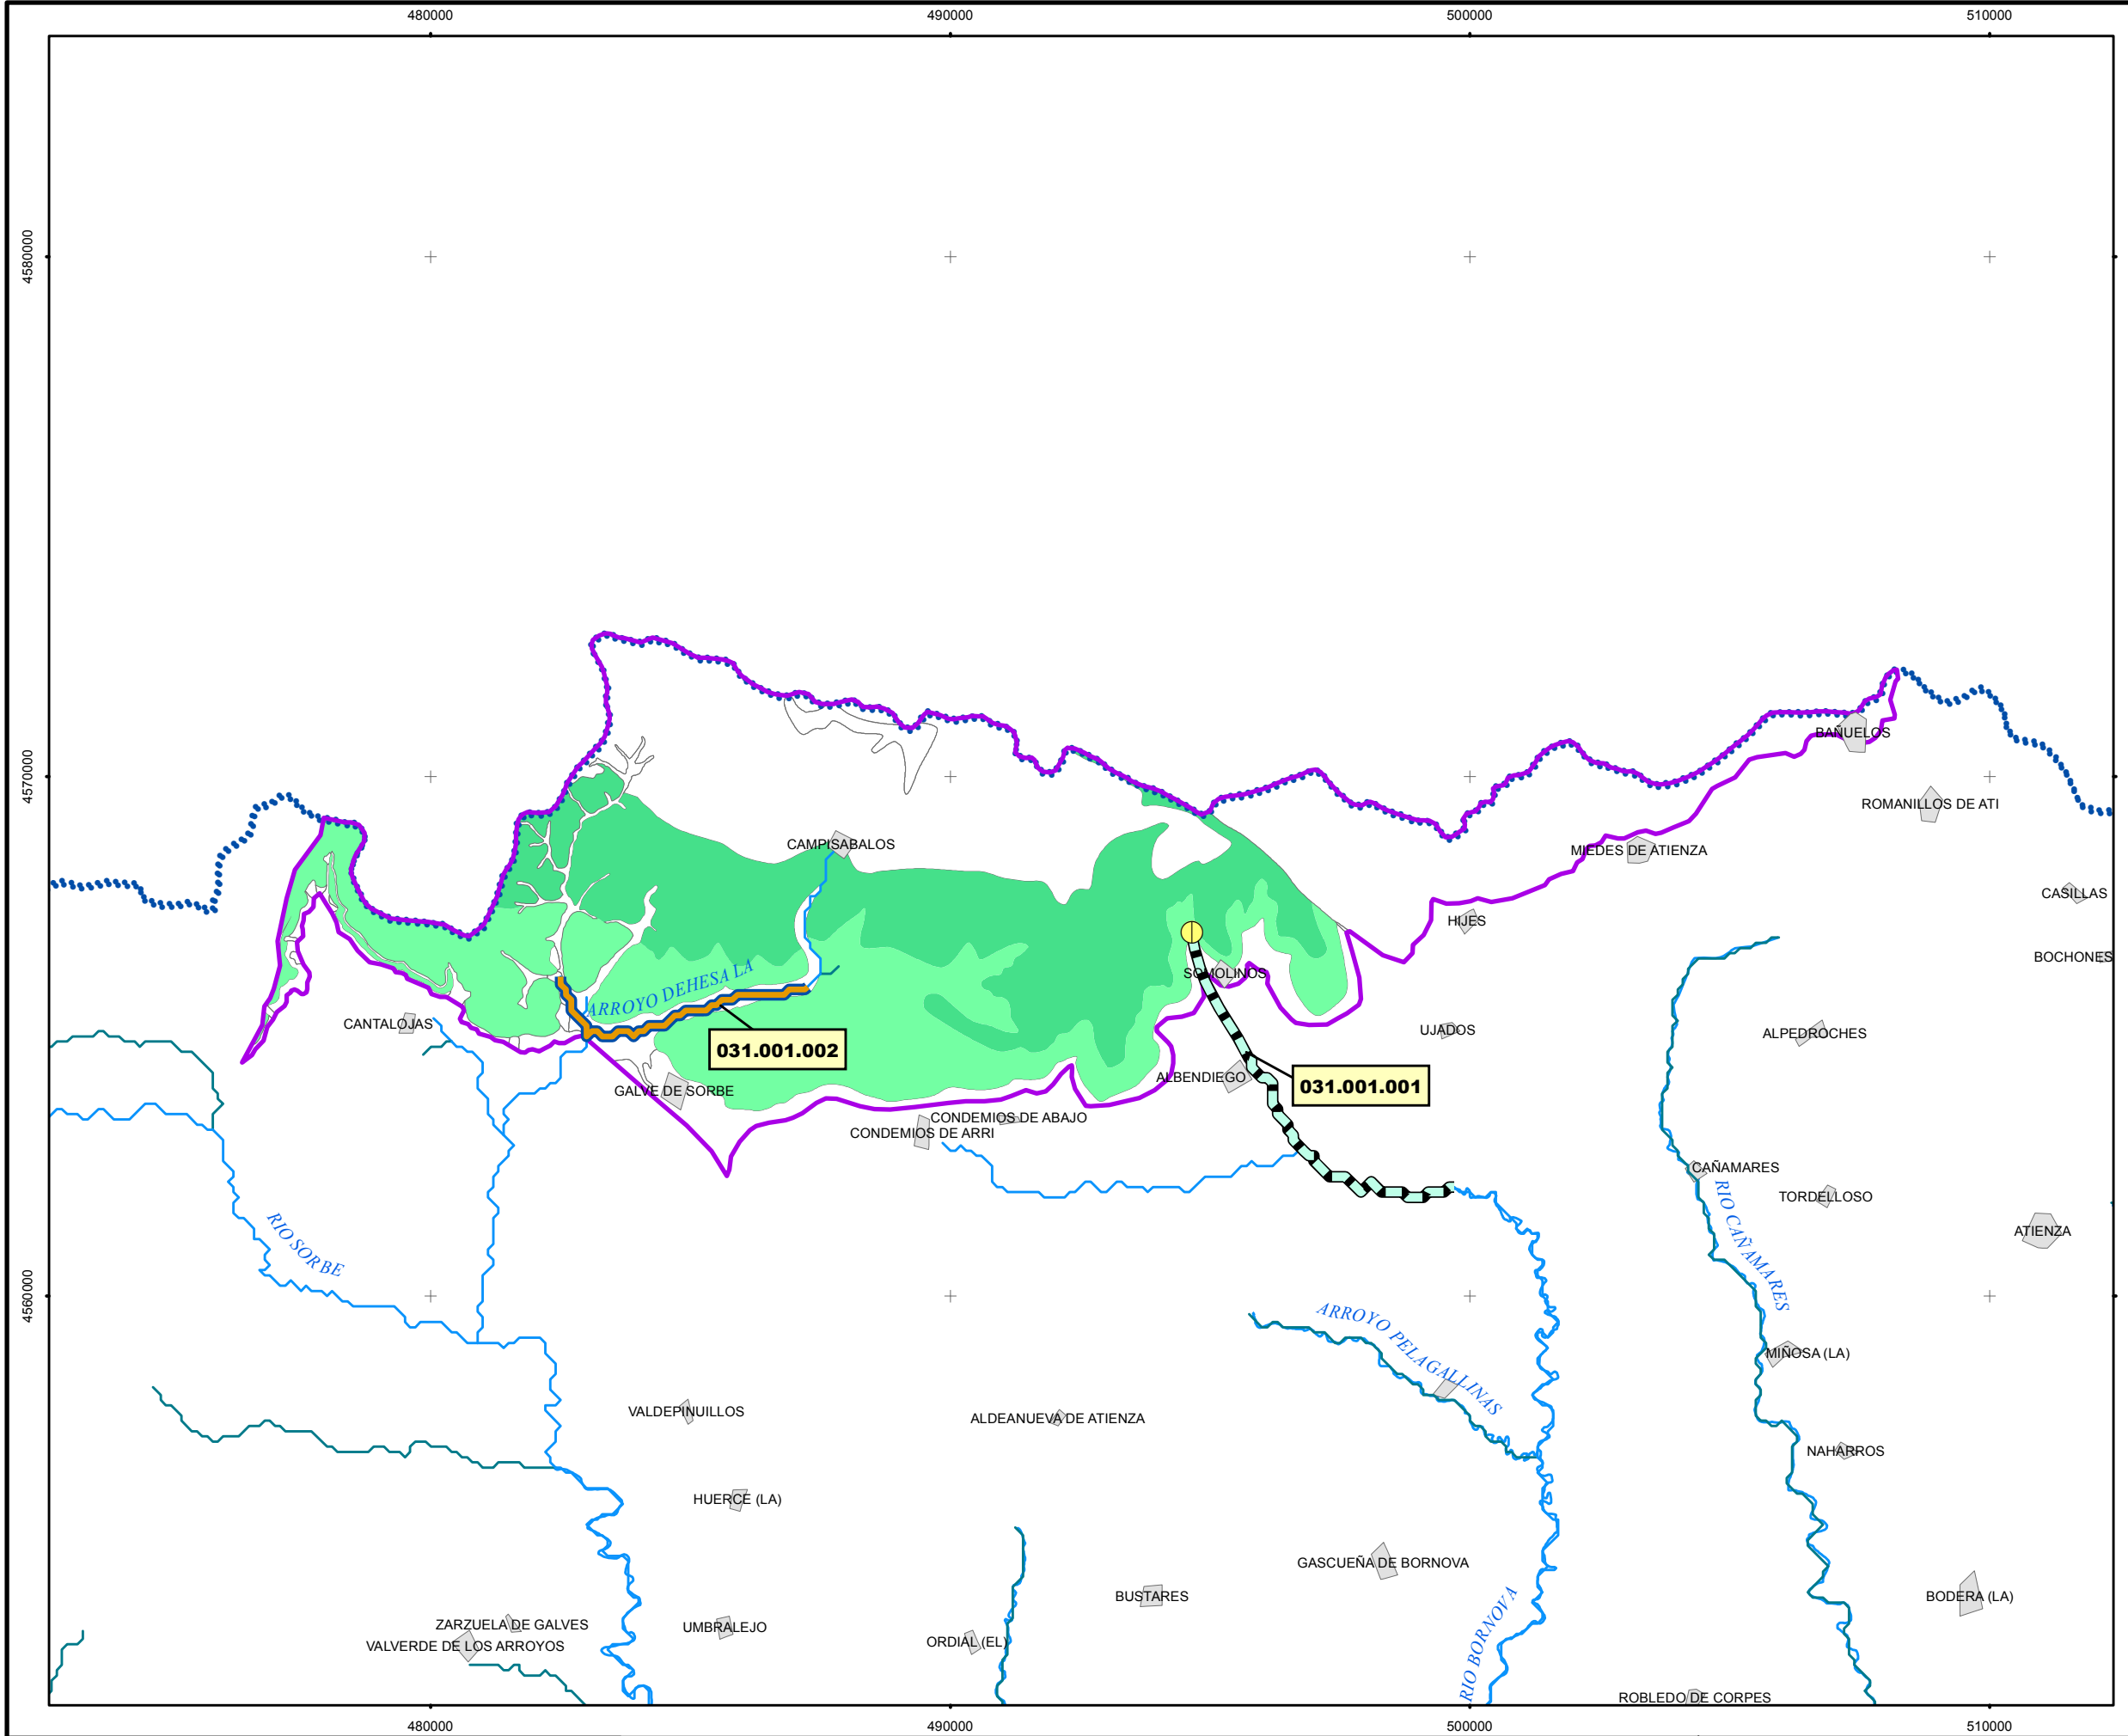 480000
490000
500000
510000
4580000
4570000
4560000
BAÑUELOS
ROMANILLOS DE ATI
CAMPISABALOS
MIEDES DE ATIENZA
CASILLAS
HIJES
BOCHONES
SOMOLINOS
ARROYO DEHESA LA
CANTALOJAS
UJADOS
ALPEDROCHES
031.001.002
ALBENDIEGO
031.001.001
GALVE DE SORBE
CONDEMIOS DE ABAJO
CONDEMIOS DE ARRI
CAÑAMARES
TORDELLOSO
RIO SORBE
RIO CAÑAMARES
ATIENZA
ARROYO PELAGALLINAS
MIÑOSA (LA)
VALDEPINUILLOS
ALDEANUEVA DE ATIENZA
NAHARROS
HUERCE (LA)
GASCUEÑA DE BORNOVA
BUSTARES
BODERA (LA)
RIO BORNOVA
ZARZUELA DE GALVES
UMBRALEJO
VALVERDE DE LOS ARROYOS
ORDIAL (EL)
ROBLEDO DE CORPES
480000
490000
500000
510000